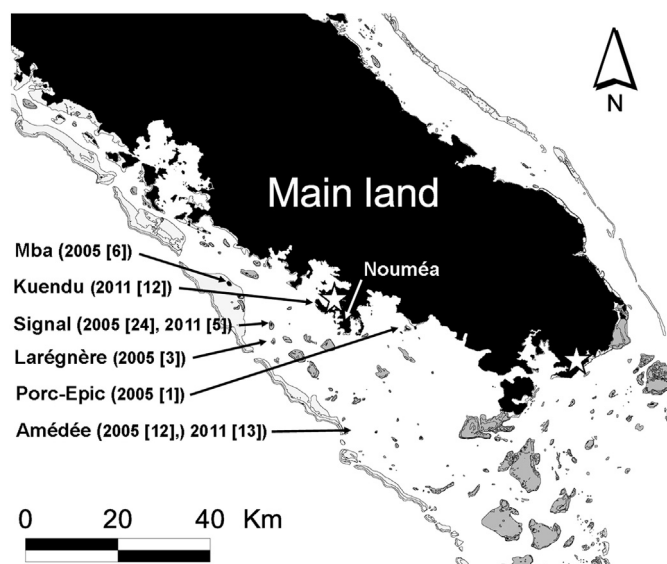 N
Main land
Mba (2005 [6])
Nouméa
Kuendu (2011 [12])
Signal (2005 [24], 2011 [5])
Larégnère (2005 [3])
Porc-Epic (2005 [1])
Amédée (2005 [12],) 2011 [13])
0 20 40 Km